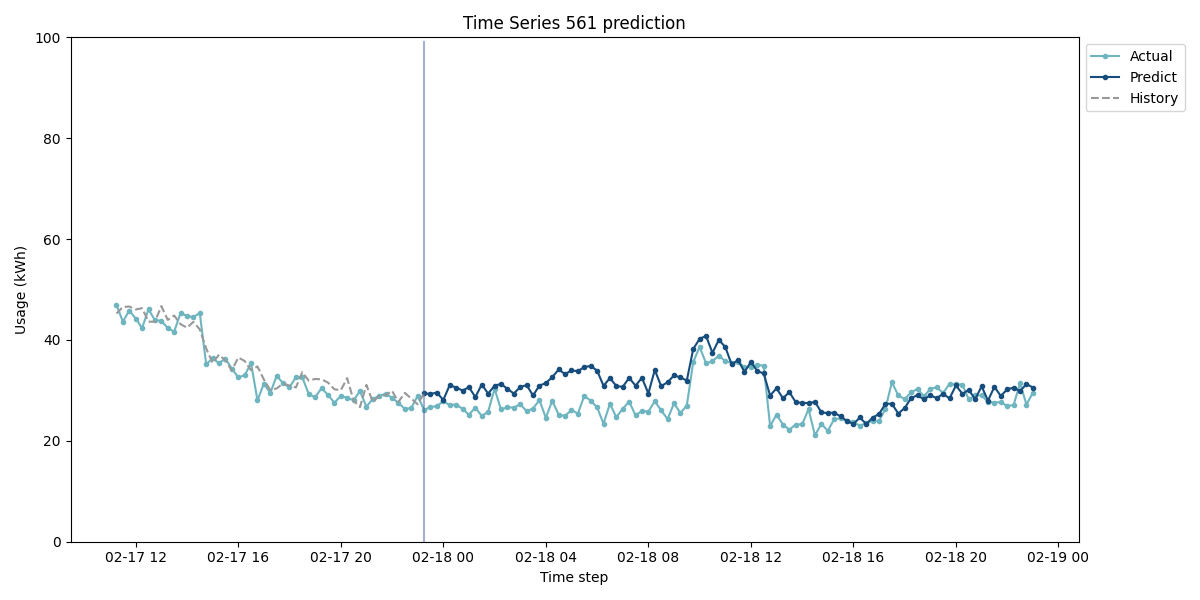 Time Series 561 prediction
100
80
60
40
20
0
Usage (kWh)
02-17 12
02-17 16
02-17 20
02-18 00
02-18 04
02-18 08
02-18 12
02-18 16
02-18 20
02-19 00
Time step
Actual
Predict
History